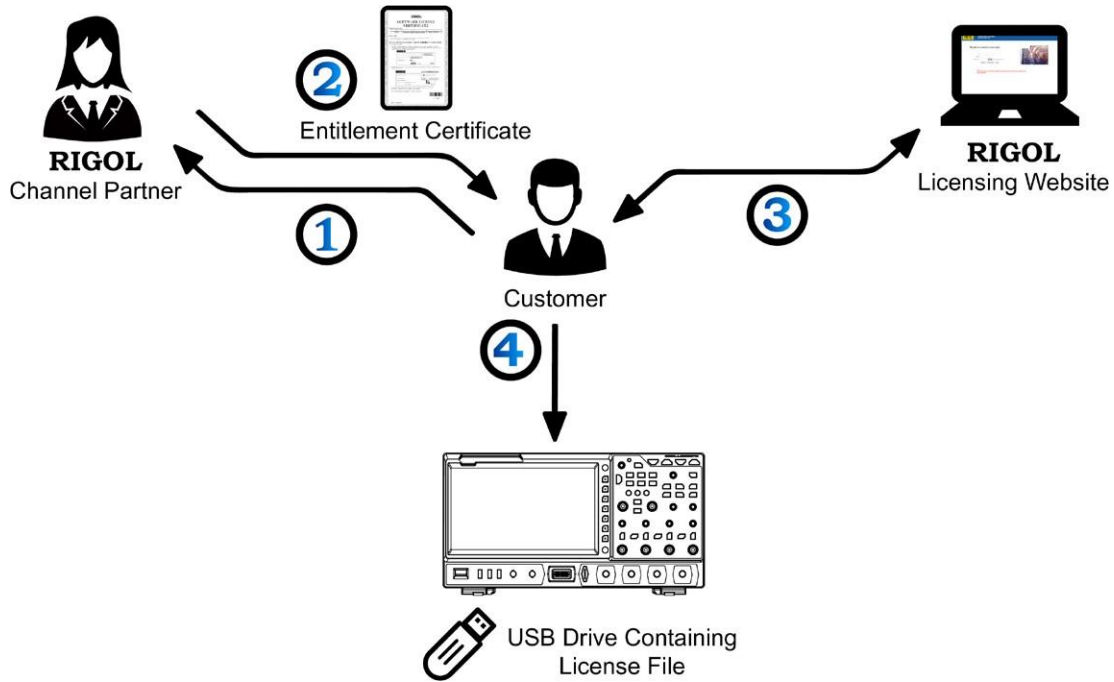 2
Entitlement Certificate
RIGOL
Channel Partner
1
RIGOL
Licensing Website
3
Customer
4
USB Drive Containing
License File